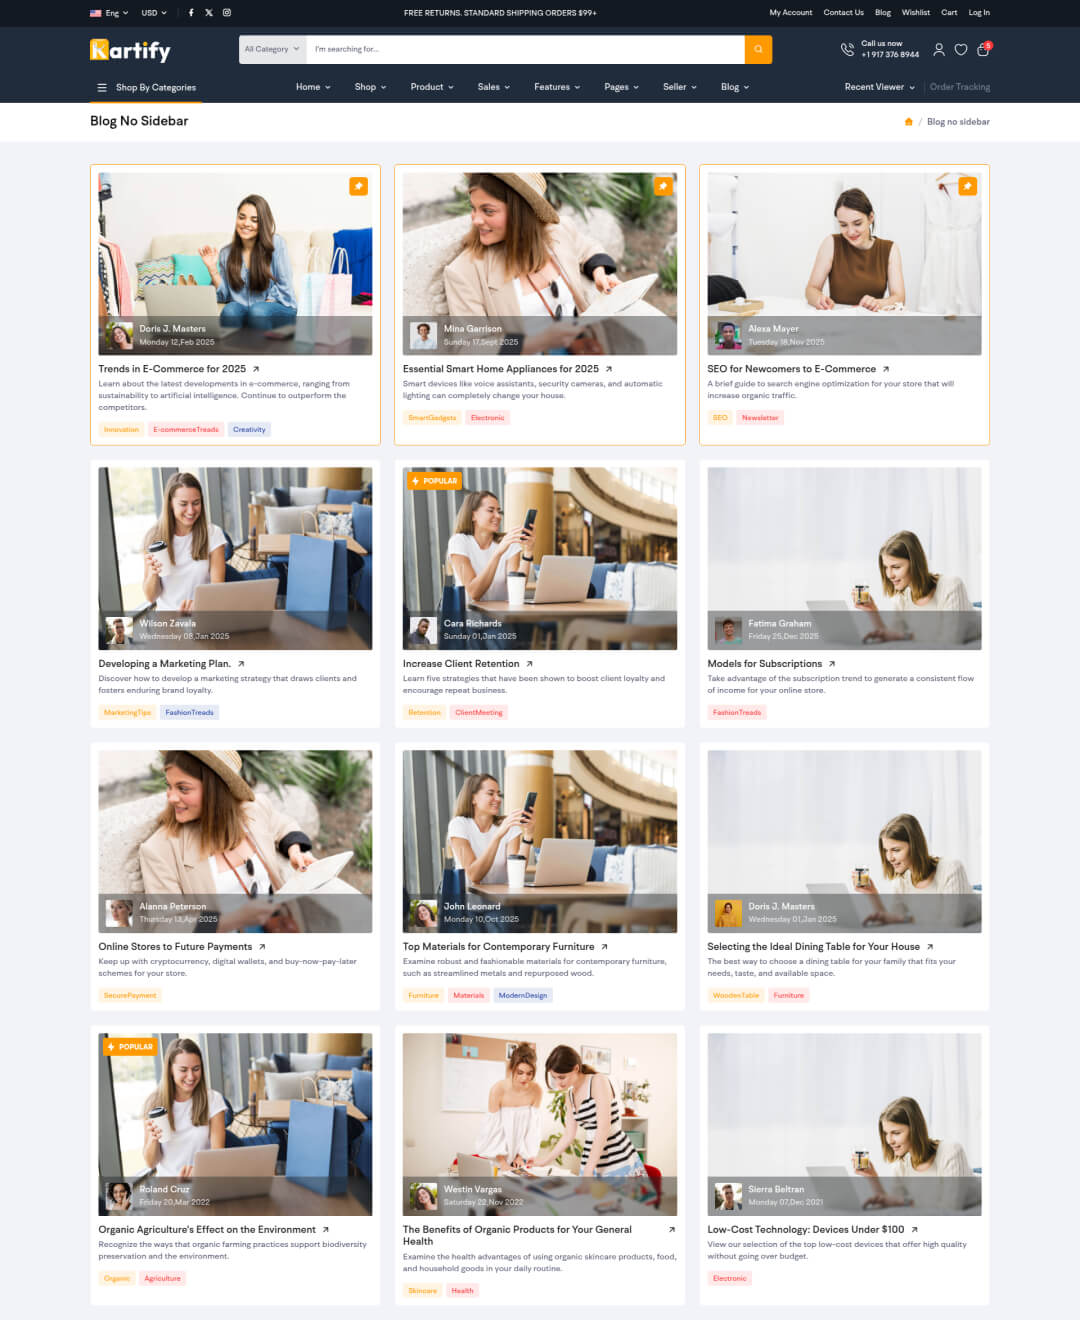 Eng
USD
FREE RETURNS. STANDARD SHIPPING ORDERS $99+
My Account
Contact Us
Blog
Wishlist
Cart
Log In
Kartify
All Category
I'm searching for...
Call us now
+1 917 376 8944
5
Shop By Categories
Home
Shop
Product
Sales
Features
Pages
Seller
Blog
Recent Viewer
Order Tracking
Blog No Sidebar
/ Blog no sidebar
Doris J. Masters
Monday 12,Feb 2025
Trends in E-Commerce for 2025
Learn about the latest developments in e-commerce, ranging from
sustainability to artificial intelligence. Continue to outperform the
competitors.
Innovation
E-commerceTreads
Creativity
Mina Garrison
Sunday 17,Sept 2025
Essential Smart Home Appliances for 2025
Smart devices like voice assistants, security cameras, and automatic
lighting can completely change your house.
SmartGadgets
Electronic
Alexa Mayer
Tuesday 18,Nov 2025
SEO for Newcomers to E-Commerce
A brief guide to search engine optimization for your store that will
increase organic traffic.
SEO
Newsletter
Wilson Zavala
Wednesday 08,Jan 2025
Developing a Marketing Plan.
Discover how to develop a marketing strategy that draws clients and
fosters enduring brand loyalty.
MarketingTips
FashionTreads
POPULAR
Cara Richards
Sunday 01,Jan 2025
Increase Client Retention
Learn five strategies that have been shown to boost client loyalty and
encourage repeat business.
Retention
ClientMeeting
Fatima Graham
Friday 25,Dec 2025
Models for Subscriptions
Take advantage of the subscription trend to generate a consistent flow
of income for your online store.
FashionTreads
Alanna Peterson
Thursday 13,Apr 2025
Online Stores to Future Payments
Keep up with cryptocurrency, digital wallets, and buy-now-pay-later
schemes for your store.
SecurePayment
John Leonard
Monday 10,Oct 2025
Top Materials for Contemporary Furniture
Examine robust and fashionable materials for contemporary furniture,
such as streamlined metals and repurposed wood.
Furniture
Materials
ModernDesign
Doris J. Masters
Wednesday 01,Jan 2025
Selecting the Ideal Dining Table for Your House
The best way to choose a dining table for your family that fits your
needs, taste, and available space.
WoodenTable
Furniture
POPULAR
Roland Cruz
Friday 20,Mar 2022
Organic Agriculture's Effect on the Environment
Recognize the ways that organic farming practices support biodiversity
preservation and the environment.
Organic
Agriculture
Westin Vargas
Saturday 22,Nov 2022
The Benefits of Organic Products for Your General
Health
Examine the health advantages of using organic skincare products, food,
and household goods in your daily routine.
Skincare
Health
Sierra Beltran
Monday 07,Dec 2021
Low-Cost Technology: Devices Under $100
View our selection of the top low-cost devices that offer high quality
without going over budget.
Electronic